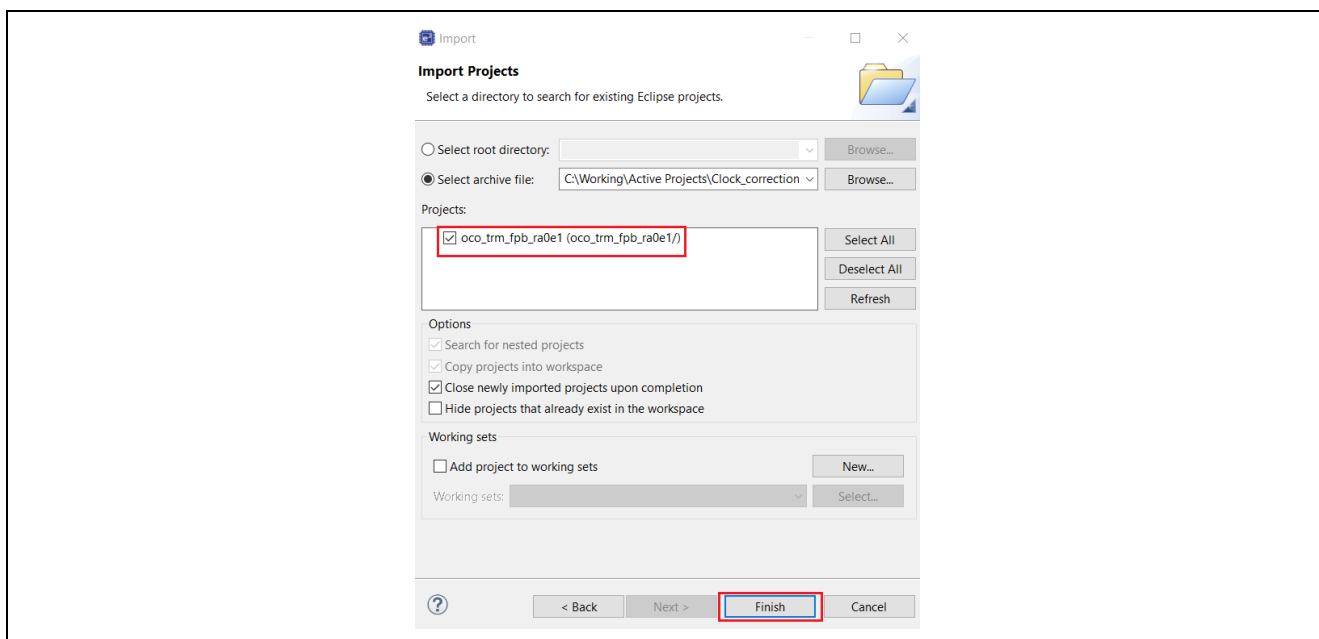 Import
Import Projects
Select a directory to search for existing Eclipse projects.
Select root directory:
Browse...
Select archive file:
C:\Working\Active Projects\Clock_correction
Browse...
Projects:
oco_trm_fpb_ra0e1 (oco_trm_fpb_ra0e1/)
Select All
Deselect All
Refresh
Options
Search for nested projects
Copy projects into workspace
Close newly imported projects upon completion
Hide projects that already exist in the workspace
Working sets
Add project to working sets
New...
Working sets:
Select...
?
< Back
Next >
Finish
Cancel